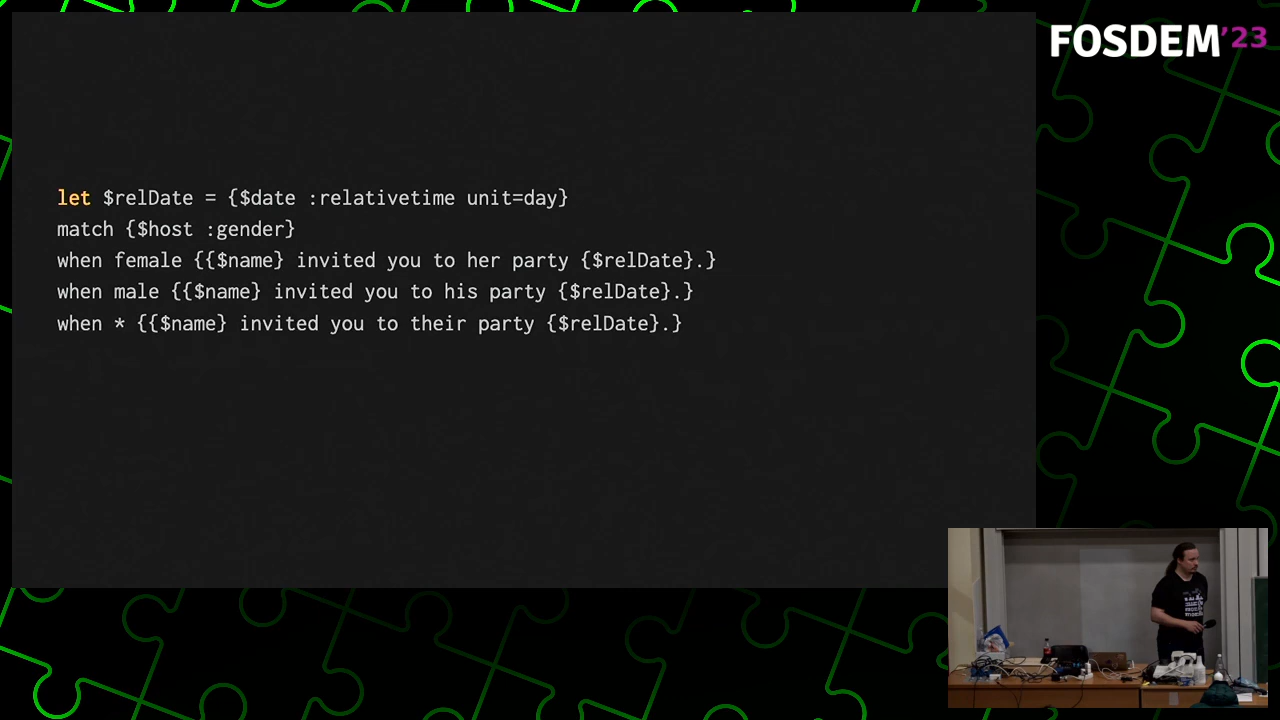 FOSDEM'23
let $relDate = {$date :relativetime unit=day}
match {$host :gender}
when female {{$name} invited you to her party {$relDate}.}
when male {{$name} invited you to his party {$relDate}.}
when * {{$name} invited you to their party {$relDate}.}